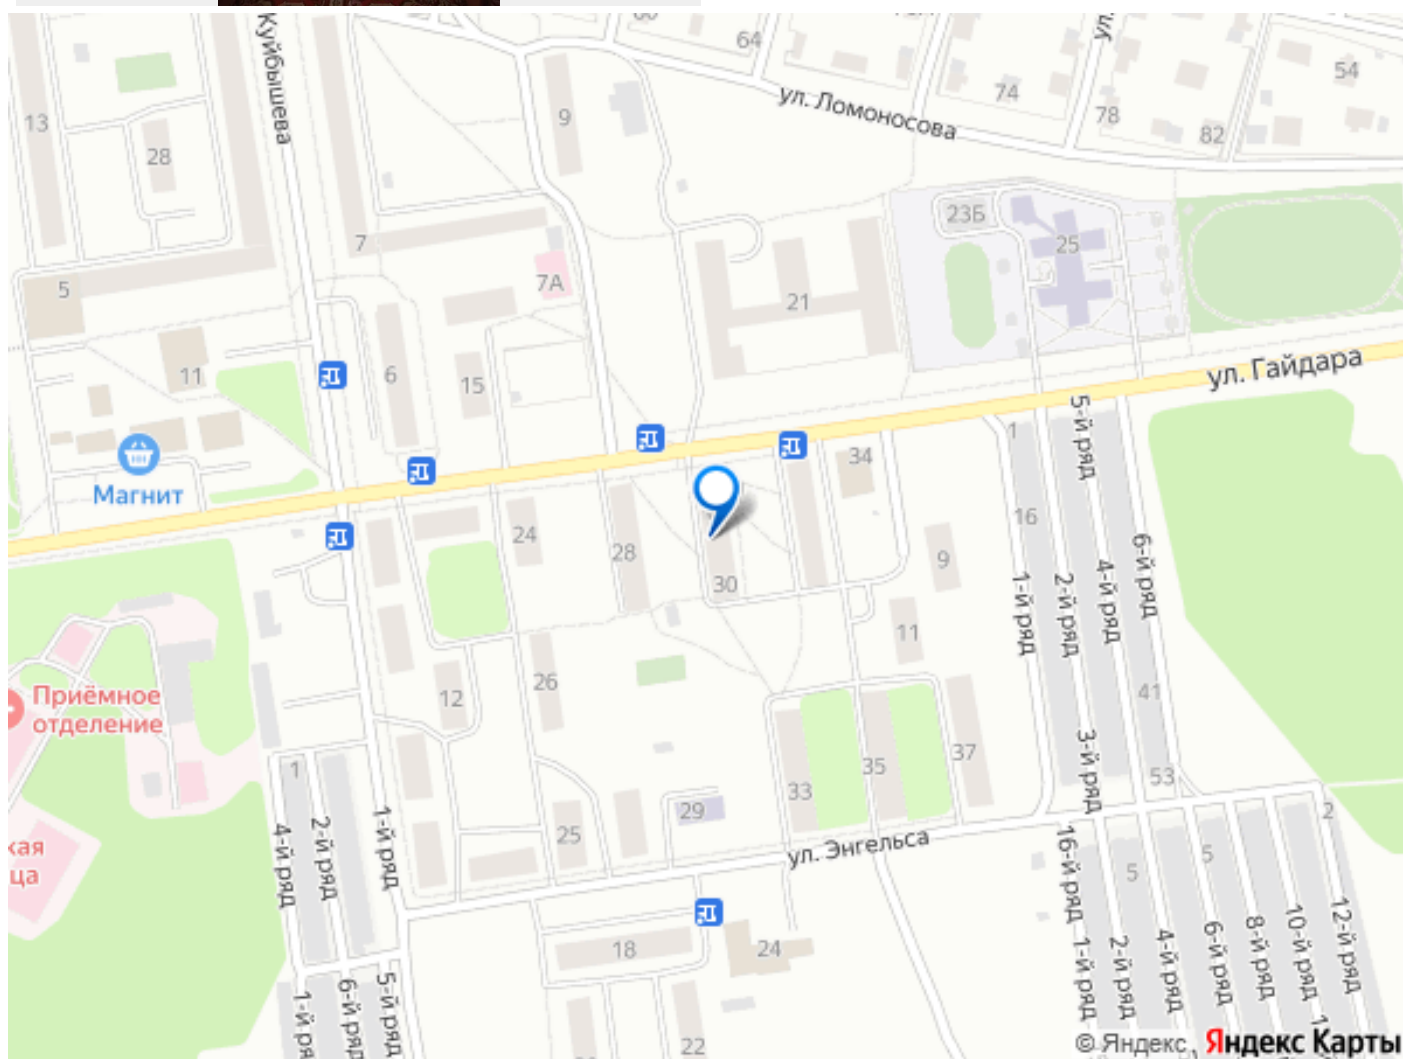 64
ул. Ломоносова
74
78
82
54
ул.
Куйбышева
13
28
9
7
7А
5
11
6
15
21
23Б
25
ул. Гайдара
Магнит
24
28
30
34
9
11
1
16
1-й ряд
2-й ряд
3-й ряд
5-й ряд
4-й ряд
6-й ряд
41
53
Приёмное
отделение
12
26
33
35
37
29
25
ул. Энгельса
1
4-й ряд
2-й ряд
1-й ряд
1-й ря
6-й ряд
5-й ряд
кая
ца
18
24
22
2
5
5
16-й ряд
1-й ряд
2-й ряд
4-й ряд
6-й ряд
8-й ряд
10-й ряд
12-й ряд
© Яндекс
Яндекс Карты